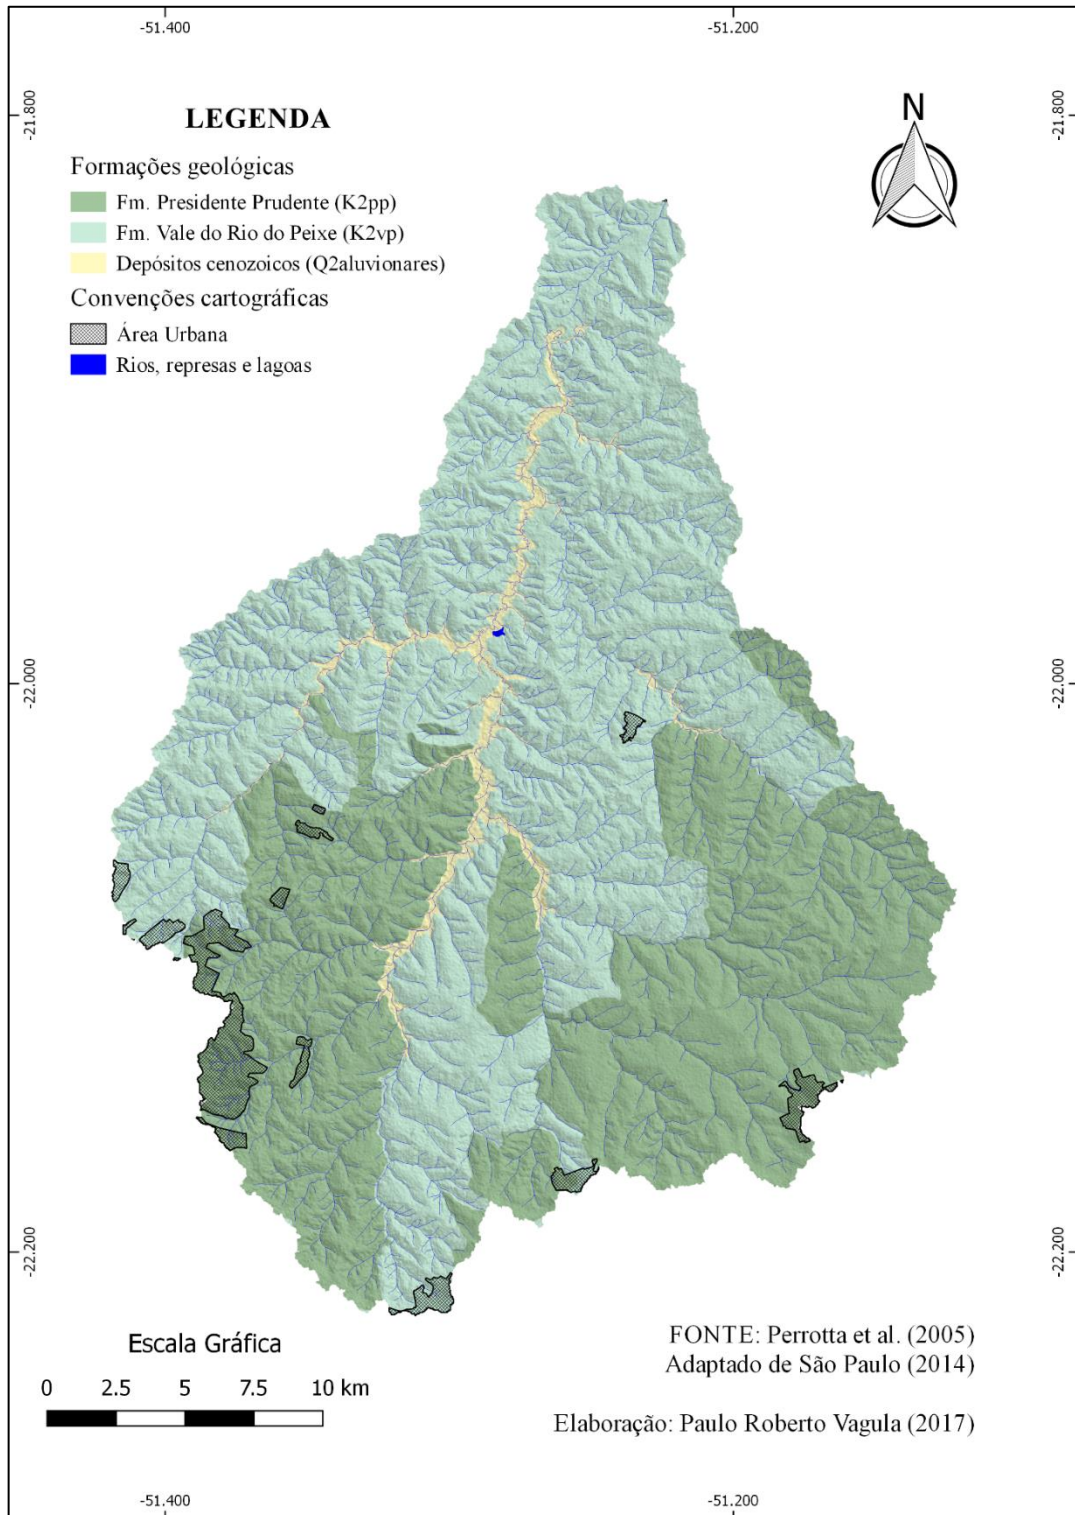 -51.400
-51.200
-21.800
-21.800
N
LEGENDA
Formações geológicas
Fm. Presidente Prudente (K2pp)
Fm. Vale do Rio do Peixe (K2vp)
Depósitos cenozoicos (Q2aluvionares)
Convenções cartográficas
Área Urbana
Rios, represas e lagoas
-22.000
-22.000
-22.200
-22.200
Escala Gráfica
0 2.5 5 7.5 10 km
FONTE: Perrotta et al. (2005)
Adaptado de São Paulo (2014)
Elaboração: Paulo Roberto Vagula (2017)
-51.400
-51.200